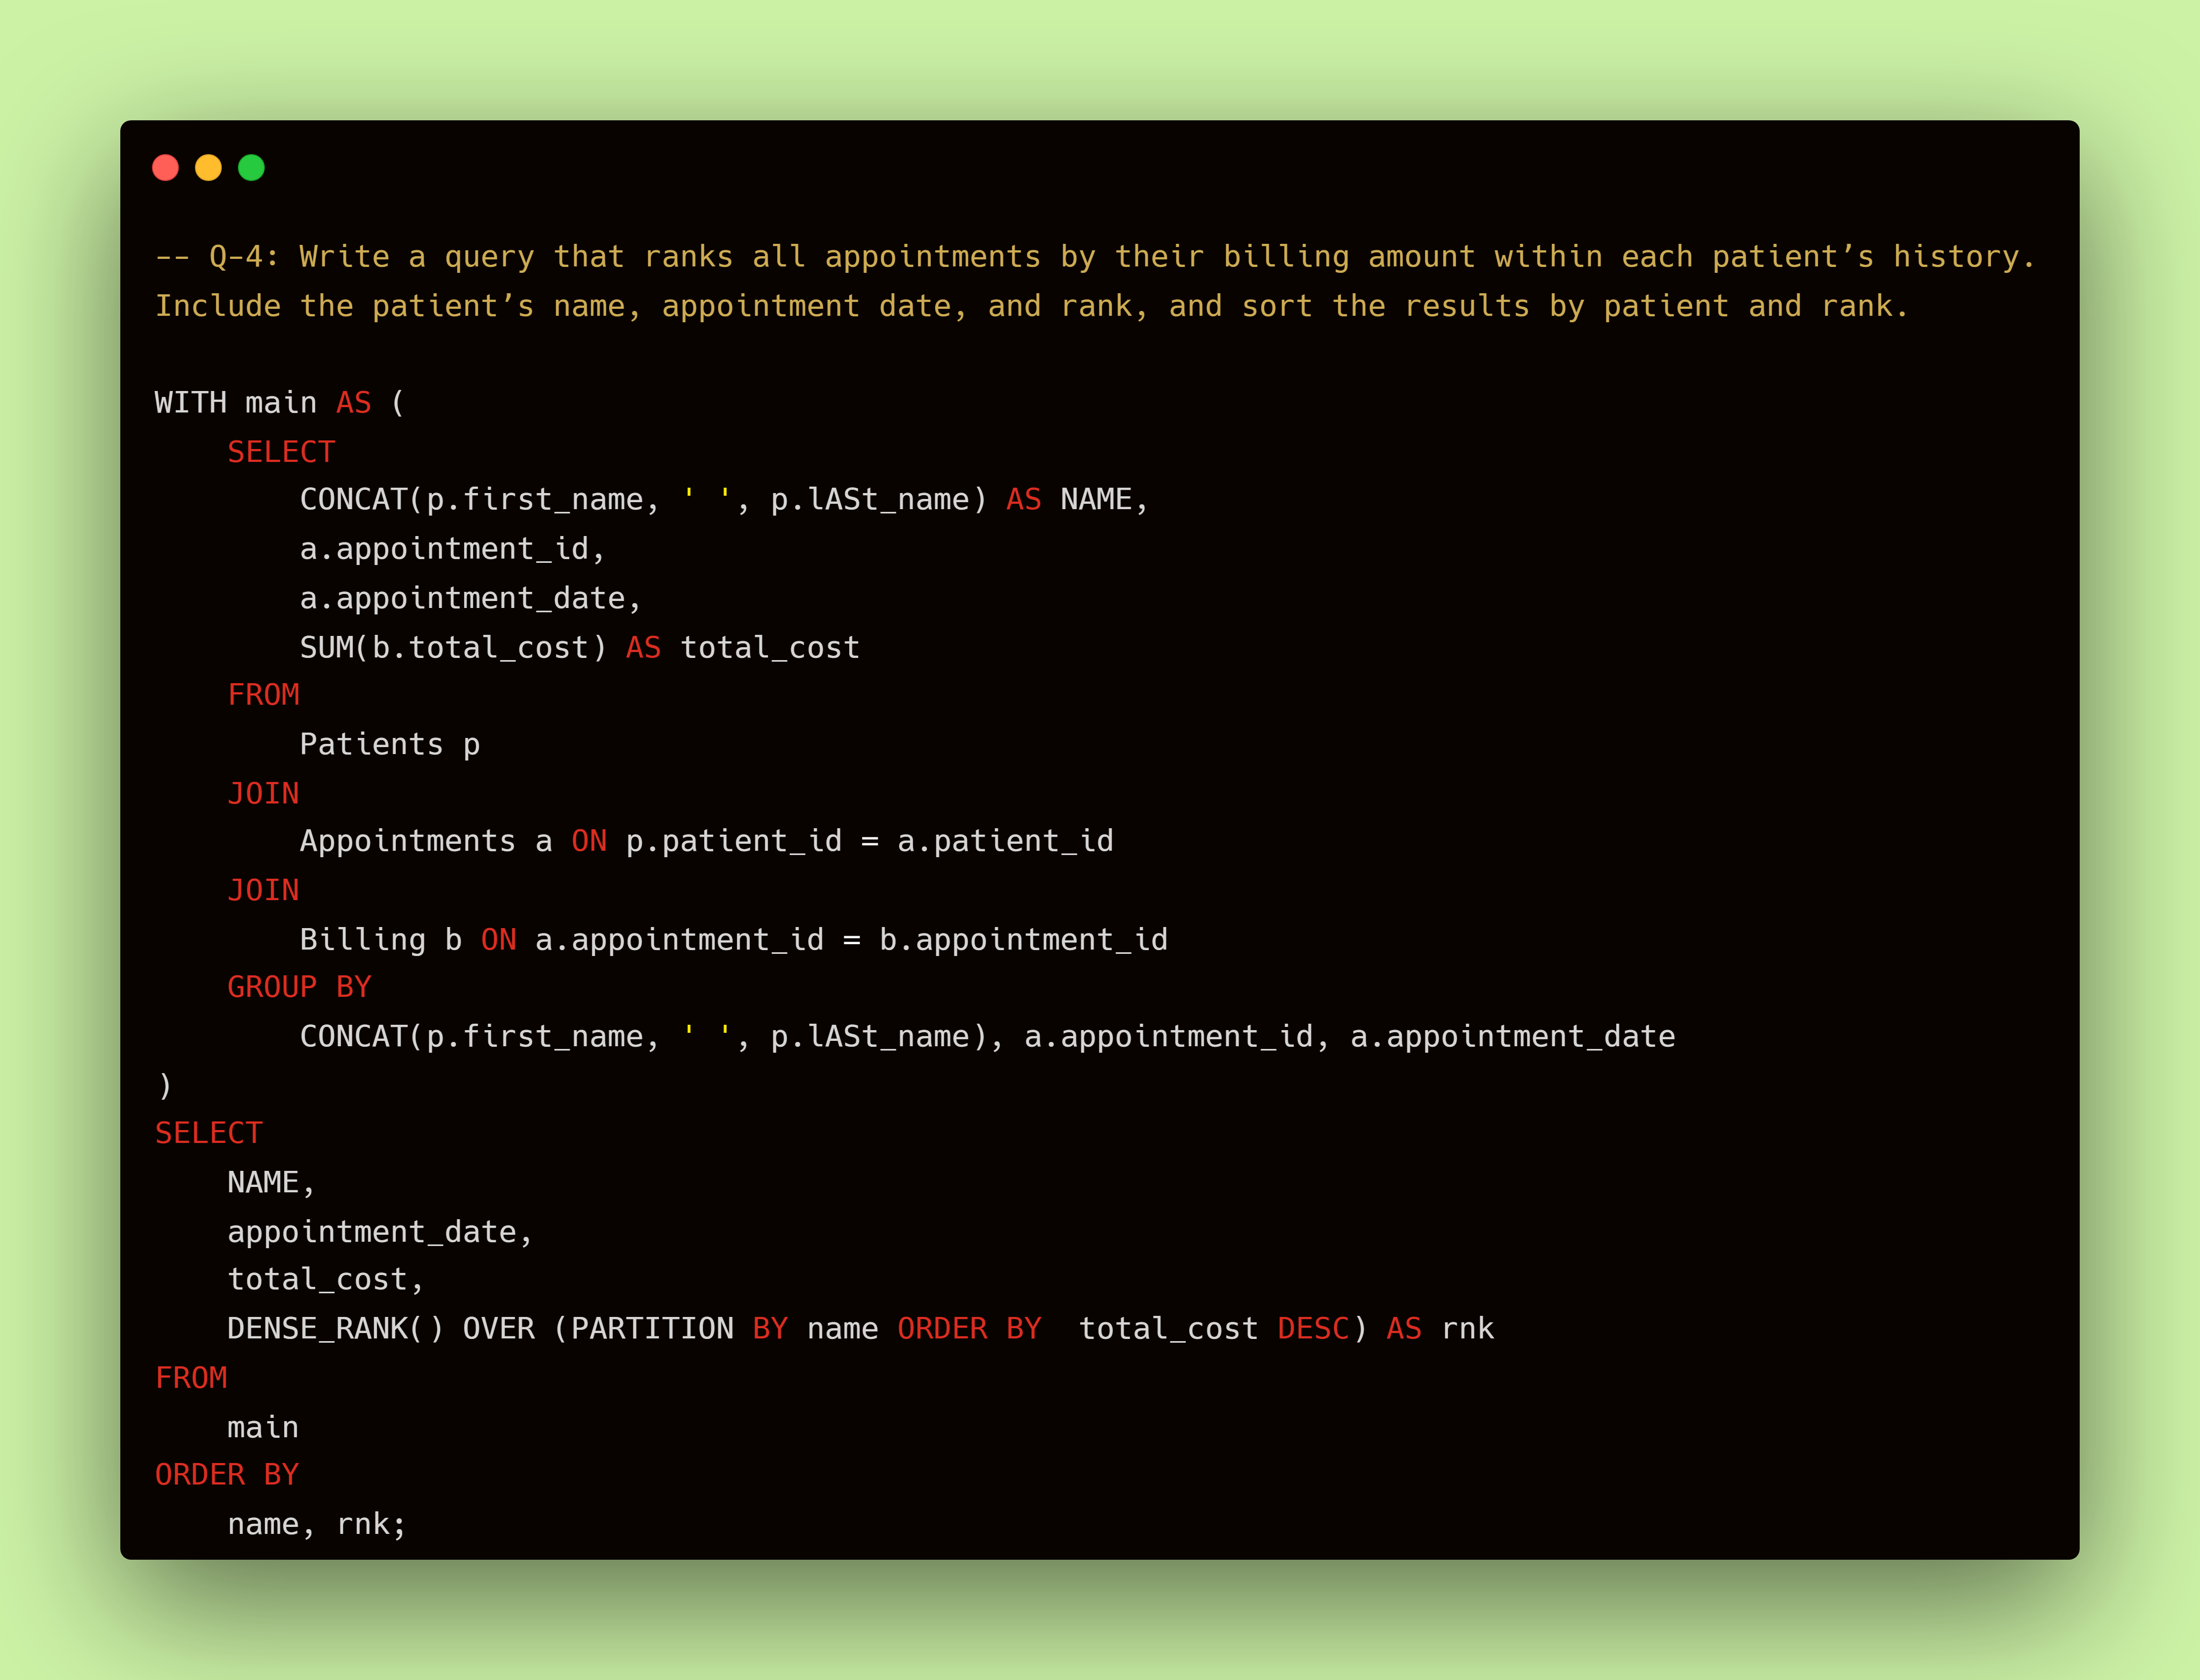 -- Q-4: Write a query that ranks all appointments by their billing amount within each patient’s history.
Include the patient’s name, appointment date, and rank, and sort the results by patient and rank.
WITH main AS (
SELECT
CONCAT(p.first_name, ' ', p.lASt_name) AS NAME,
a.appointment_id,
a.appointment_date,
SUM(b.total_cost) AS total_cost
FROM
Patients p
JOIN
Appointments a ON p.patient_id = a.patient_id
JOIN
Billing b ON a.appointment_id = b.appointment_id
GROUP BY
CONCAT(p.first_name, ' ', p.lASt_name), a.appointment_id, a.appointment_date
)
SELECT
NAME,
appointment_date,
total_cost,
DENSE_RANK() OVER (PARTITION BY name ORDER BY  total_cost DESC) AS rnk
FROM
main
ORDER BY
name, rnk;